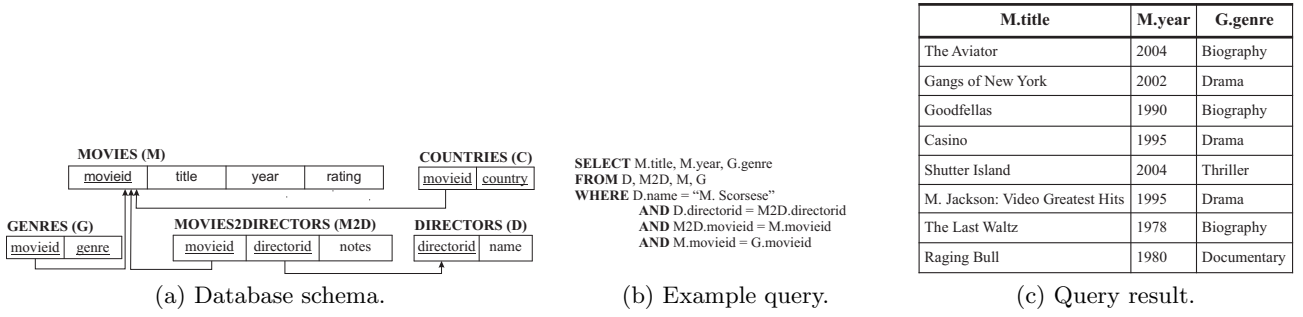 MOVIES (M)
movieid title year rating
COUNTRIES (C)
movieid country
GENRES (G)
movieid genre
MOVIES2DIRECTORS (M2D)
movieid directorid notes
DIRECTORS (D)
directorid name
(a) Database schema.
SELECT M.title, M.year, G.genre
FROM D, M2D, M, G
WHERE D.name = “M. Scorsese”
AND D.directorid = M2D.directorid
AND M2D.movieid = M.movieid
AND M.movieid = G.movieid
(b) Example query.
M.title M.year G.genre
The Aviator 2004 Biography
Gangs of New York 2002 Drama
Goodfellas 1990 Biography
Casino 1995 Drama
Shutter Island 2004 Thriller
M. Jackson: Video Greatest Hits 1995 Drama
The Last Waltz 1978 Biography
Raging Bull 1980 Documentary
(c) Query result.